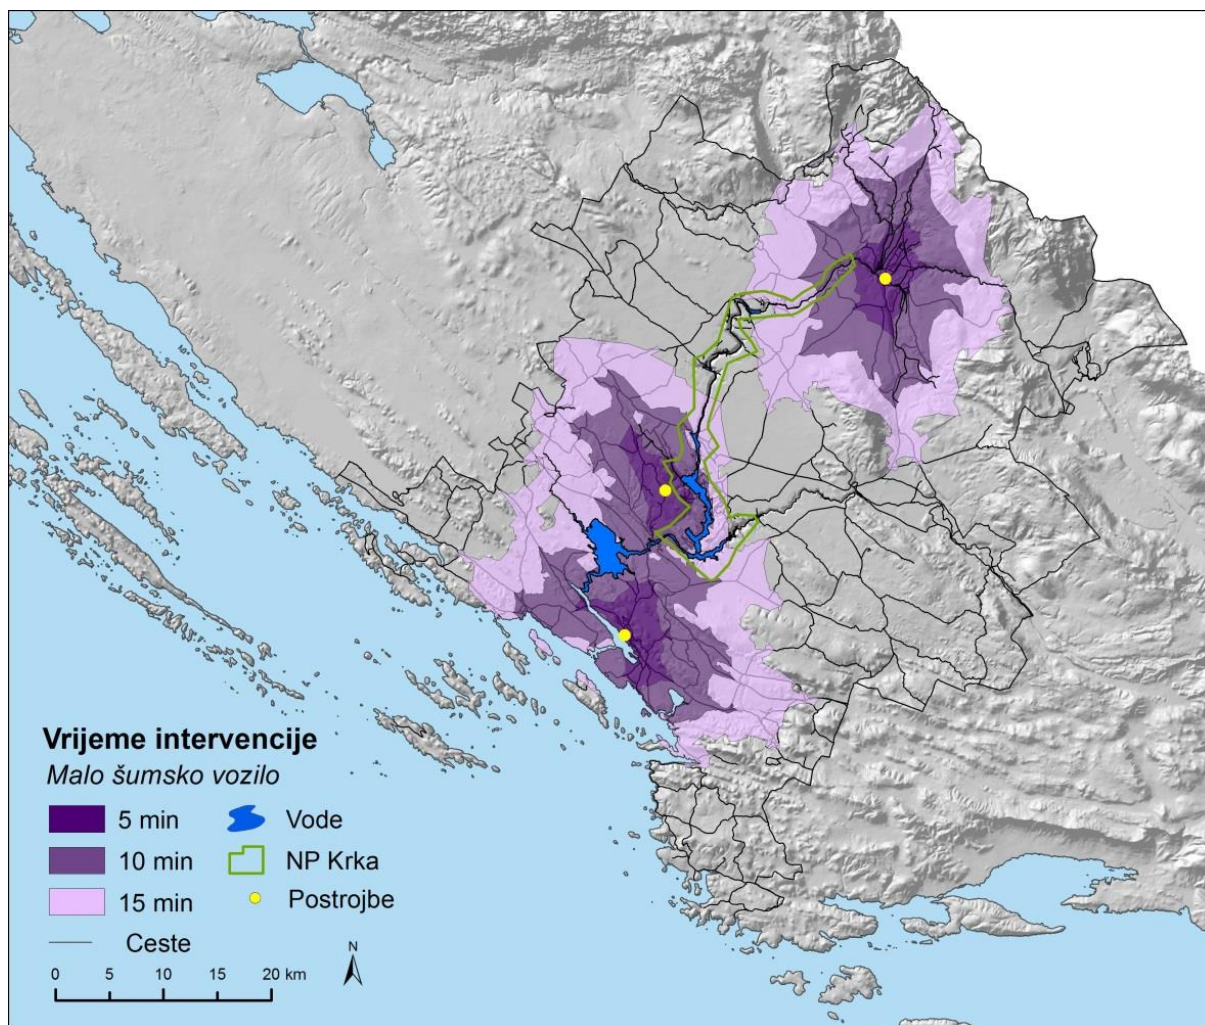 N
Vrijeme intervencije
Malo šumsko vozilo
5 min
Vode
10 min
NP Krka
15 min
Postrojbe
Ceste
0 5 10 15 20 km